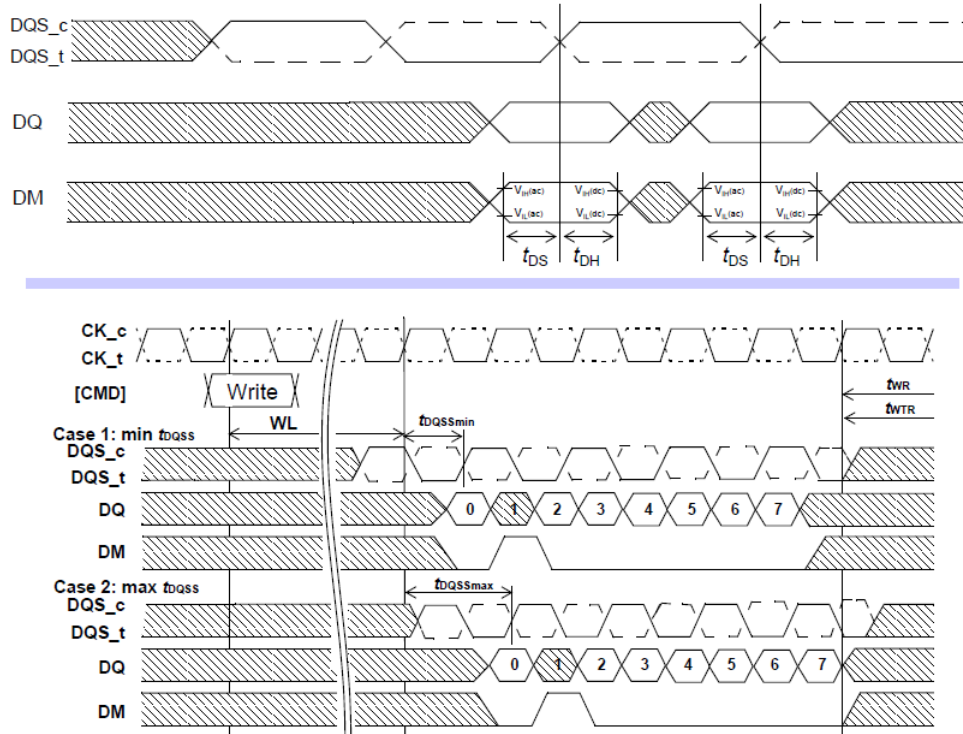 DQS_c
DQS_t
DQ
DM
VIH(ac) VIH(dc) VIH(ac) VIH(dc)
VIL(ac) VIL(dc) VIL(ac) VIL(dc)
tDS tDH tDS tDH
CK_c
CK_t
[CMD] Write tWR
WL tWTR
Case 1: min tDQSS tDQSSmin
DQS_c
DQS_t
DQ 0 1 2 3 4 5 6 7
DM
Case 2: max tDQSS tDQSSmax
DQS_c
DQS_t
DQ 0 1 2 3 4 5 6 7
DM